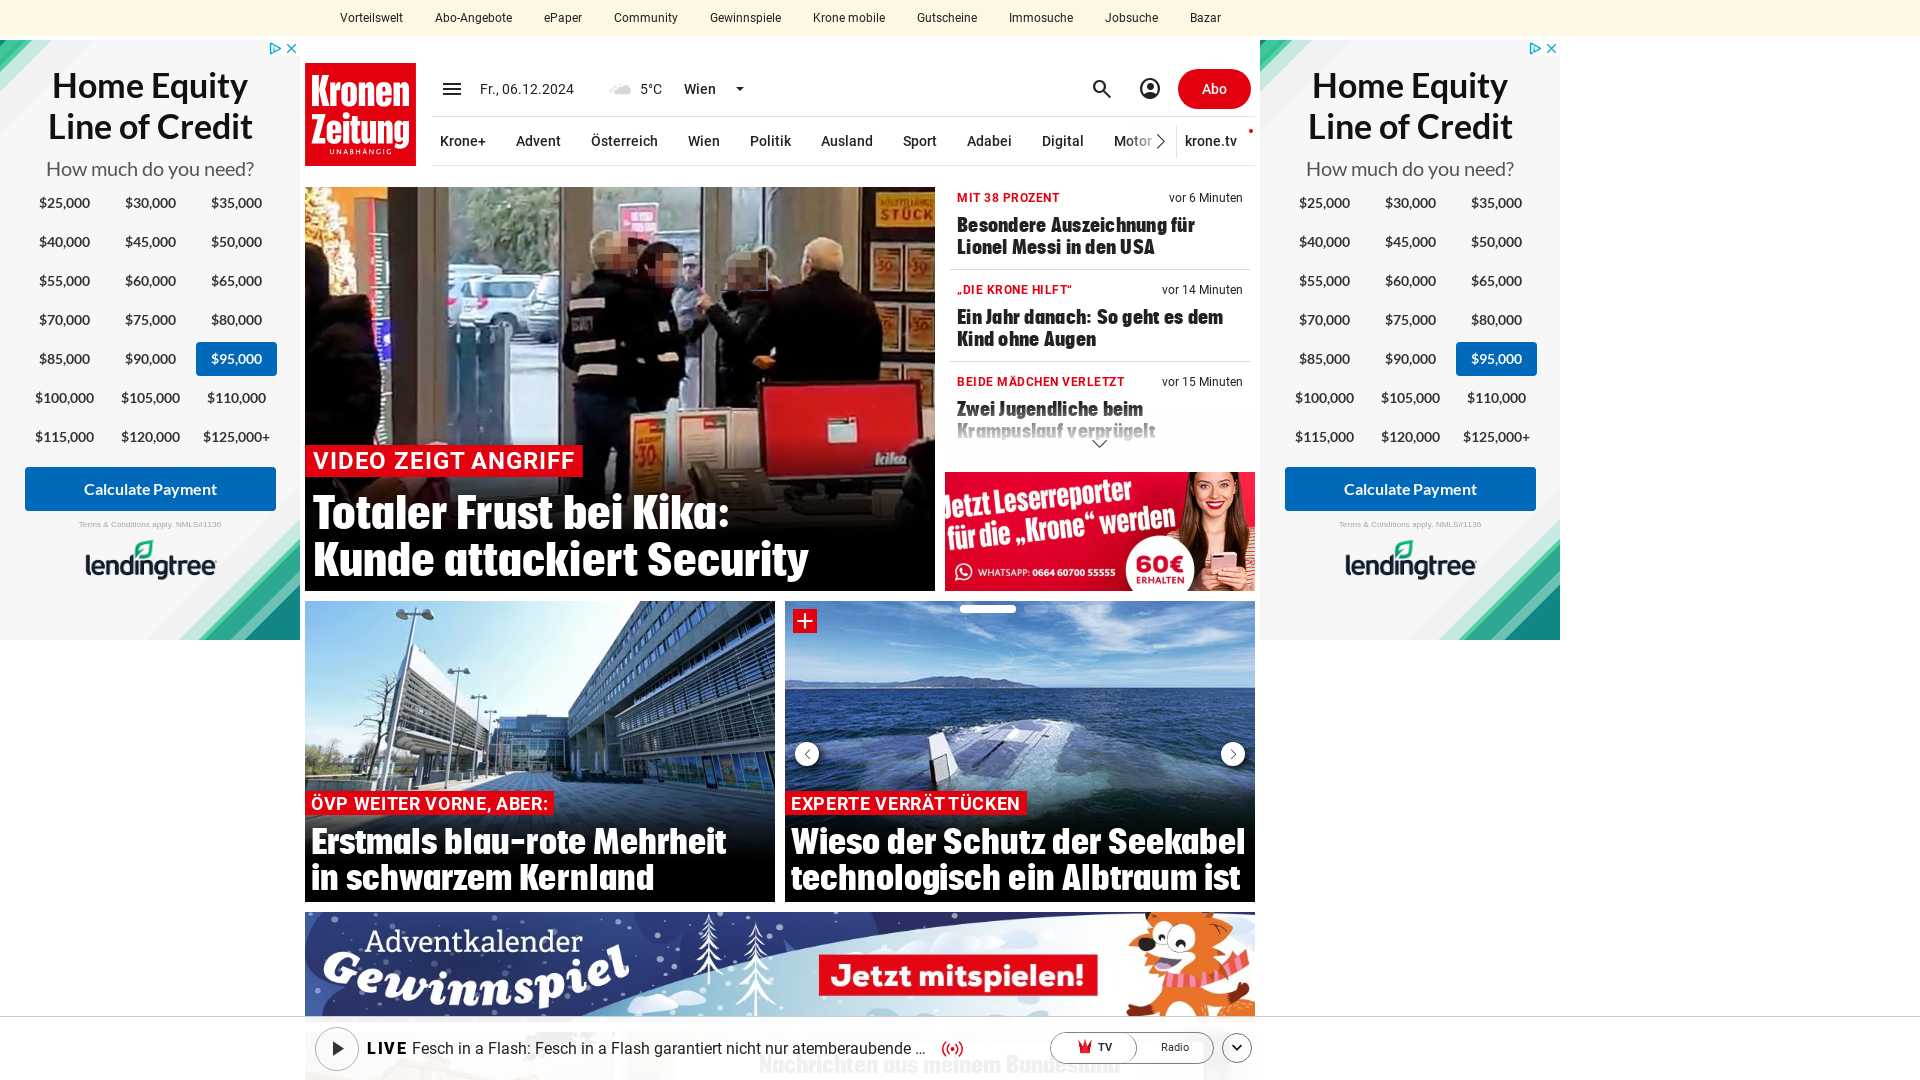 Vorteilswelt Abo-Angebote ePaper Community Gewinnspiele Krone mobile Gutscheine Immosuche Jobsuche Bazar
Home Equity
Line of Credit
How much do you need?
$25,000 $30,000 $35,000
$40,000 $45,000 $50,000
$55,000 $60,000 $65,000
$70,000 $75,000 $80,000
$85,000 $90,000 $95,000
$100,000 $105,000 $110,000
$115,000 $120,000 $125,000+
Calculate Payment
Terms & Conditions apply. NMLS#1136
lendingtree
Kronen
Zeitung
UNABHÄNGIG
Fr., 06.12.2024 5°C Wien
Abo
Krone+ Advent Österreich Wien Politik Ausland Sport Adabei Digital Motor krone.tv
STÜCK
kika
VIDEO ZEIGT ANGRIFF
Totaler Frust bei Kika:
Kunde attackiert Security
MIT 38 PROZENT vor 6 Minuten
Besondere Auszeichnung für
Lionel Messi in den USA
„DIE KRONE HILFT“ vor 14 Minuten
Ein Jahr danach: So geht es dem
Kind ohne Augen
BEIDE MÄDCHEN VERLETZT vor 15 Minuten
Zwei Jugendliche beim
Krampuslauf verprügelt
Jetzt Leserreporter
für die „Krone“ werden
WHATSAPP: 0664 60700 55555
60€
ERHALTEN
ÖVP WEITER VORNE, ABER:
Erstmals blau-rote Mehrheit
in schwarzem Kernland
EXPERTE VERRÄT TÜCKEN
Wieso der Schutz der Seekabel
technologisch ein Albtraum ist
Adventkalender
Gewinnspiel
Jetzt mitspielen!
LIVE Fesch in a Flash: Fesch in a Flash garantiert nicht nur atemberaubende ...
TV Radio
Nachrichten aus meinem Bundesland
Home Equity
Line of Credit
How much do you need?
$25,000 $30,000 $35,000
$40,000 $45,000 $50,000
$55,000 $60,000 $65,000
$70,000 $75,000 $80,000
$85,000 $90,000 $95,000
$100,000 $105,000 $110,000
$115,000 $120,000 $125,000+
Calculate Payment
Terms & Conditions apply. NMLS#1136
lendingtree